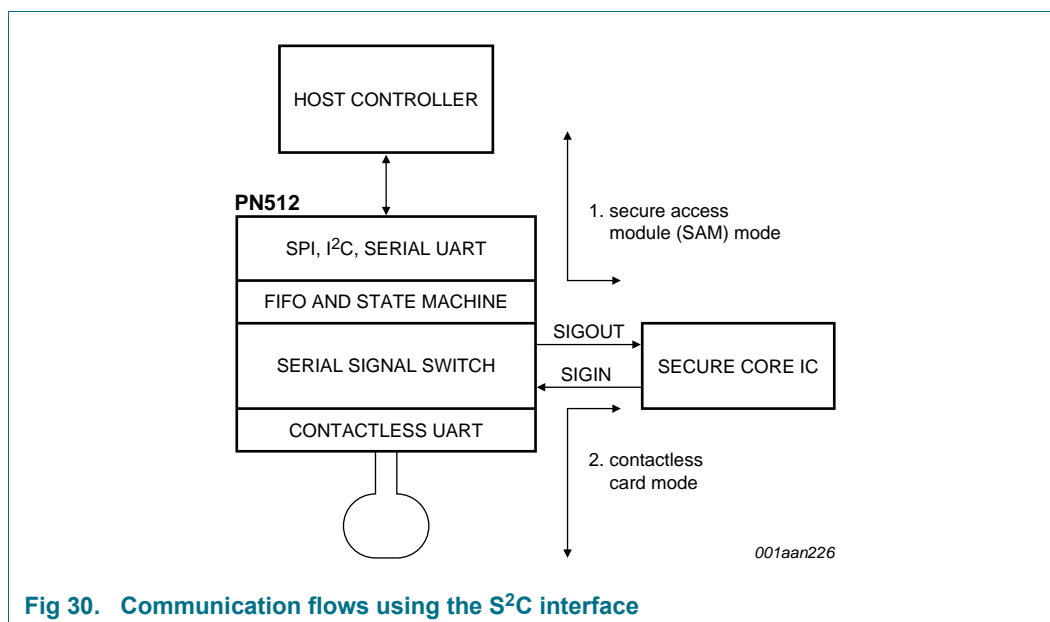 HOST CONTROLLER
PN512
SPI, I²C, SERIAL UART
FIFO AND STATE MACHINE
SERIAL SIGNAL SWITCH
CONTACTLESS UART
1. secure access
module (SAM) mode
SIGOUT
SIGIN
SECURE CORE IC
2. contactless
card mode
001aan226
Fig 30. Communication flows using the S²C interface